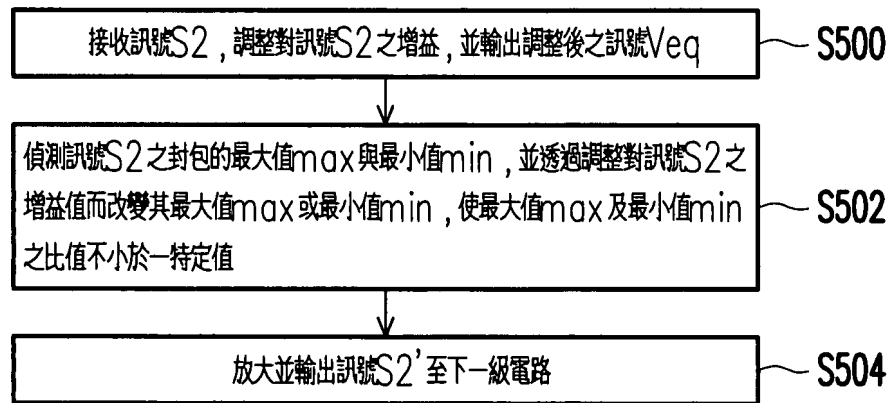 接收訊號S2,調整對訊號S2之增益,並輸出調整後之訊號Veq
S500
偵測訊號S2之封包的最大值max與最小值min,並透過調整對訊號S2之
增益值而改變其最大值max或最小值min,使最大值max及最小值min
之比值不小於一特定值
S502
放大並輸出訊號S2'至下一級電路
S504